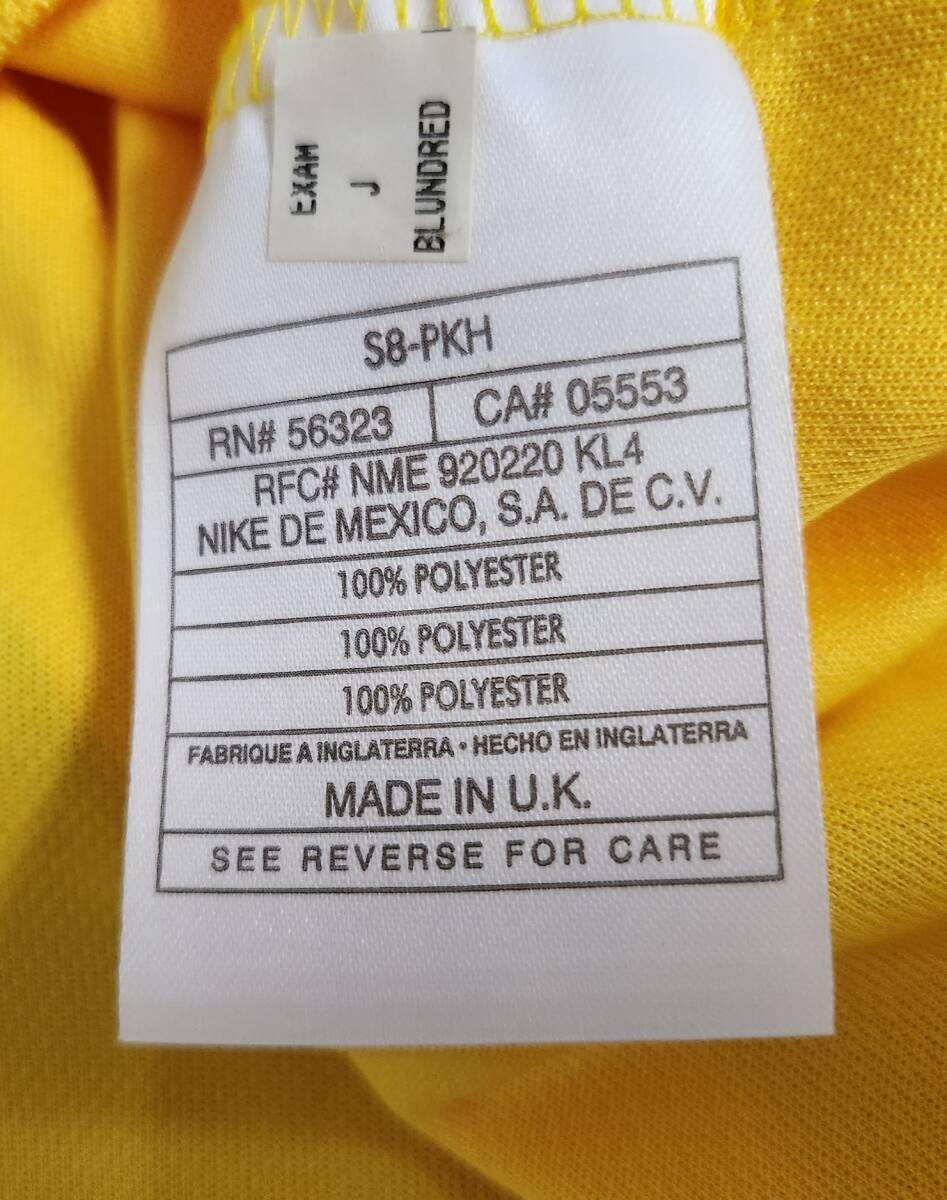 EXAM
J
BLUNDRED
S8-PKH
RN# 56323 CA# 05553
RFC# NME 920220 KL4
NIKE DE MEXICO, S.A. DE C.V.
100% POLYESTER
100% POLYESTER
100% POLYESTER
FABRIQUE A INGLATERRA • HECHO EN INGLATERRA
MADE IN U.K.
SEE REVERSE FOR CARE